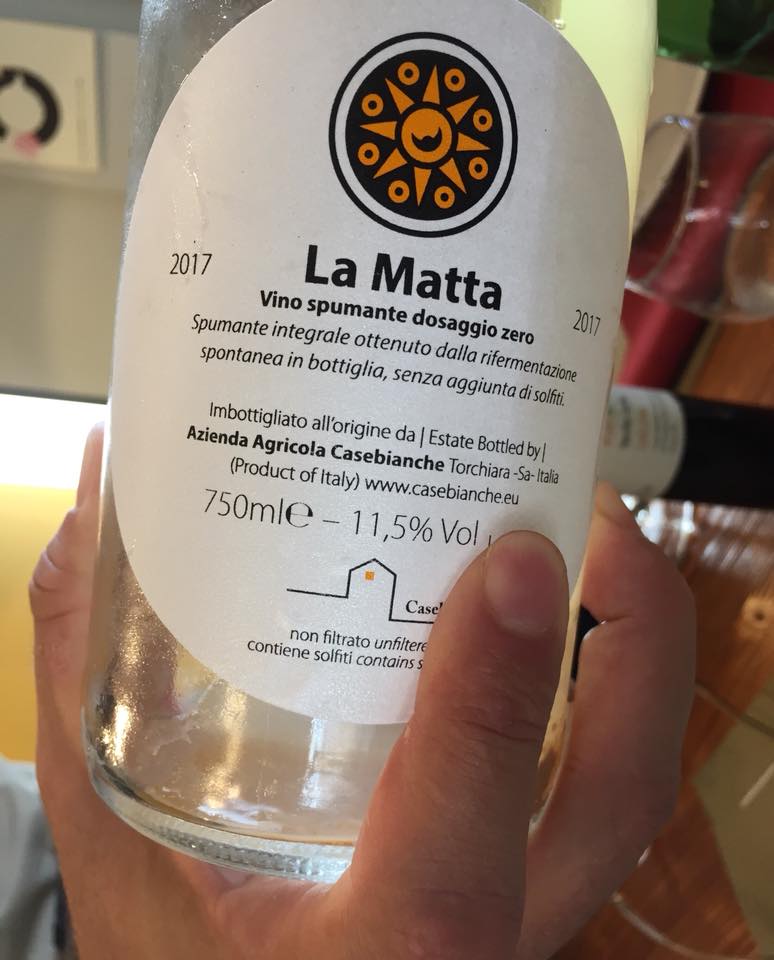 2017
La Matta
Vino spumante dosaggio zero
2017
Spumante integrale ottenuto dalla rifermentazione
spontanea in bottiglia, senza aggiunta di solfiti.
Imbottigliato all'origine da | Estate Bottled by |
Azienda Agricola Casebianche Torchiara -Sa- Italia
(Product of Italy) www.casebianche.eu
750ml℮ – 11,5% Vol
non filtrato
contiene solfiti contains